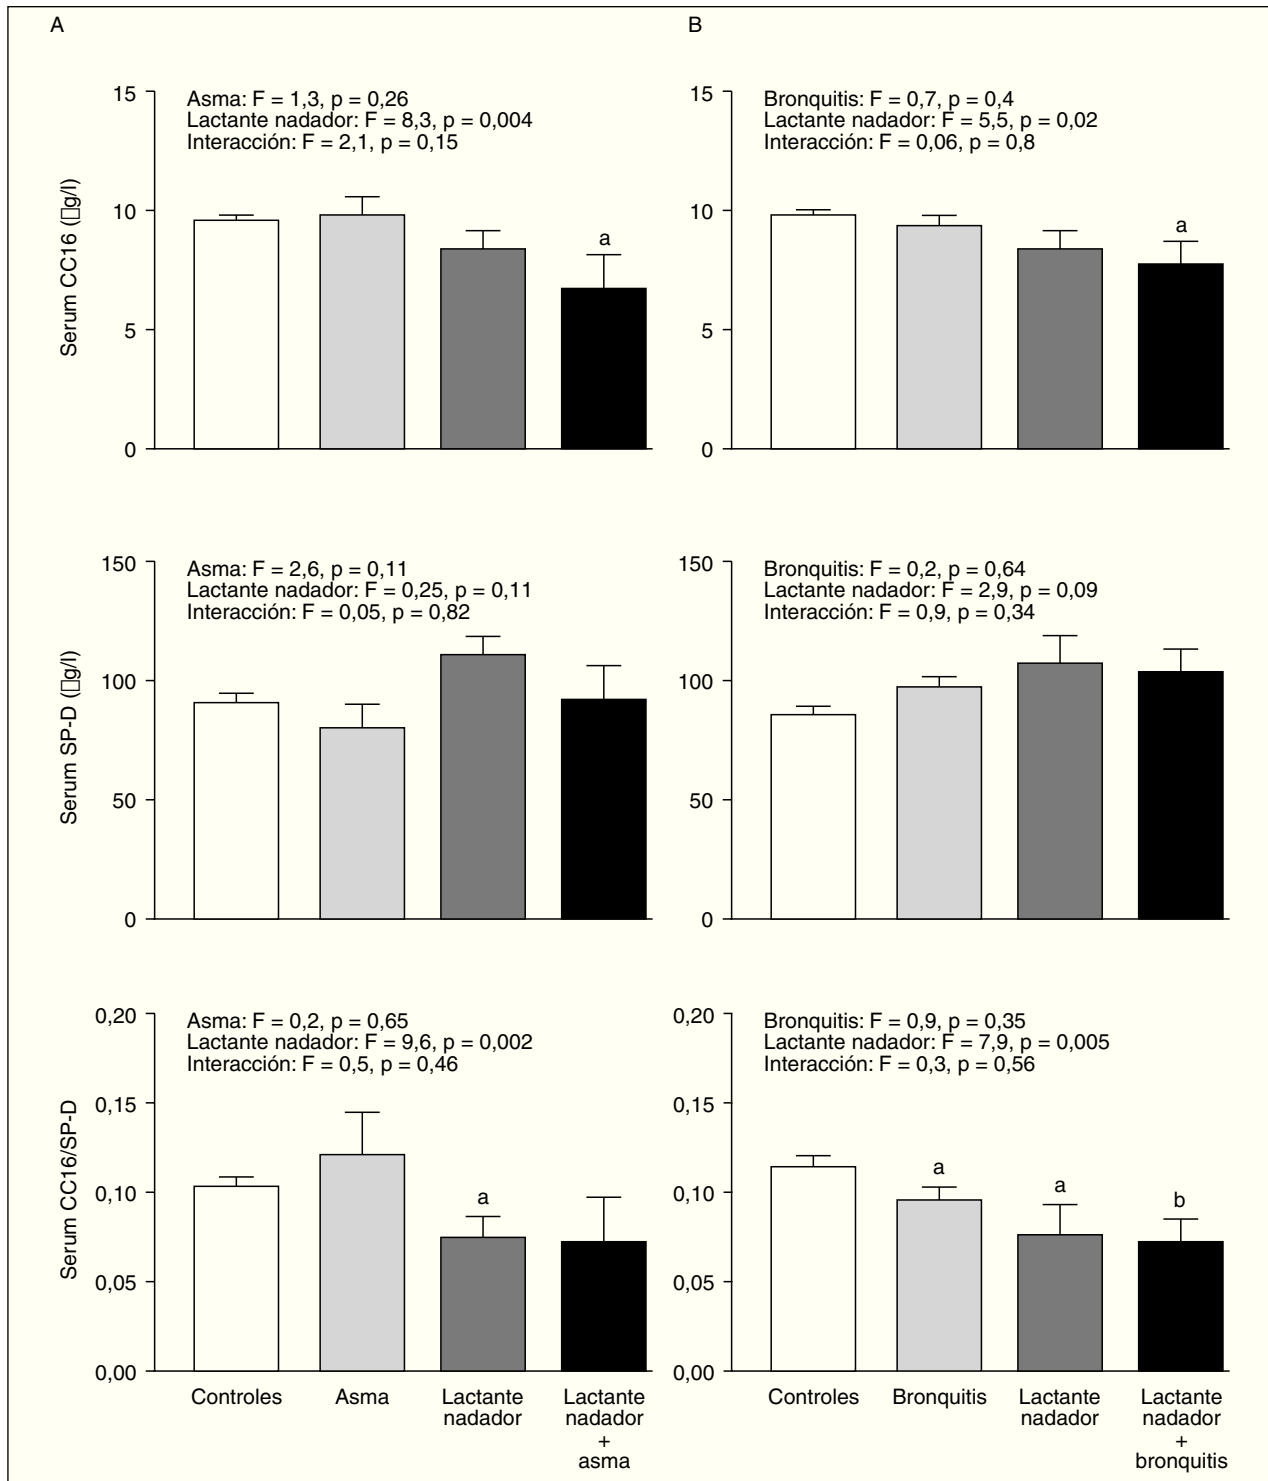 A
Serum CC16 (□g/l)
15
10
5
0
Asma: F = 1,3, p = 0,26
Lactante nadador: F = 8,3, p = 0,004
Interacción: F = 2,1, p = 0,15
a
B
15
10
5
0
Bronquitis: F = 0,7, p = 0,4
Lactante nadador: F = 5,5, p = 0,02
Interacción: F = 0,06, p = 0,8
a
Serum SP-D (□g/l)
150
100
50
0
Asma: F = 2,6, p = 0,11
Lactante nadador: F = 0,25, p = 0,11
Interacción: F = 0,05, p = 0,82
150
100
50
0
Bronquitis: F = 0,2, p = 0,64
Lactante nadador: F = 2,9, p = 0,09
Interacción: F = 0,9, p = 0,34
Serum CC16/SP-D
0,20
0,15
0,10
0,05
0,00
Asma: F = 0,2, p = 0,65
Lactante nadador: F = 9,6, p = 0,002
Interacción: F = 0,5, p = 0,46
a
Controles
Asma
Lactante
nadador
Lactante
nadador
+
asma
0,20
0,15
0,10
0,05
0,00
Bronquitis: F = 0,9, p = 0,35
Lactante nadador: F = 7,9, p = 0,005
Interacción: F = 0,3, p = 0,56
a
a
b
Controles
Bronquitis
Lactante
nadador
Lactante
nadador
+
bronquitis